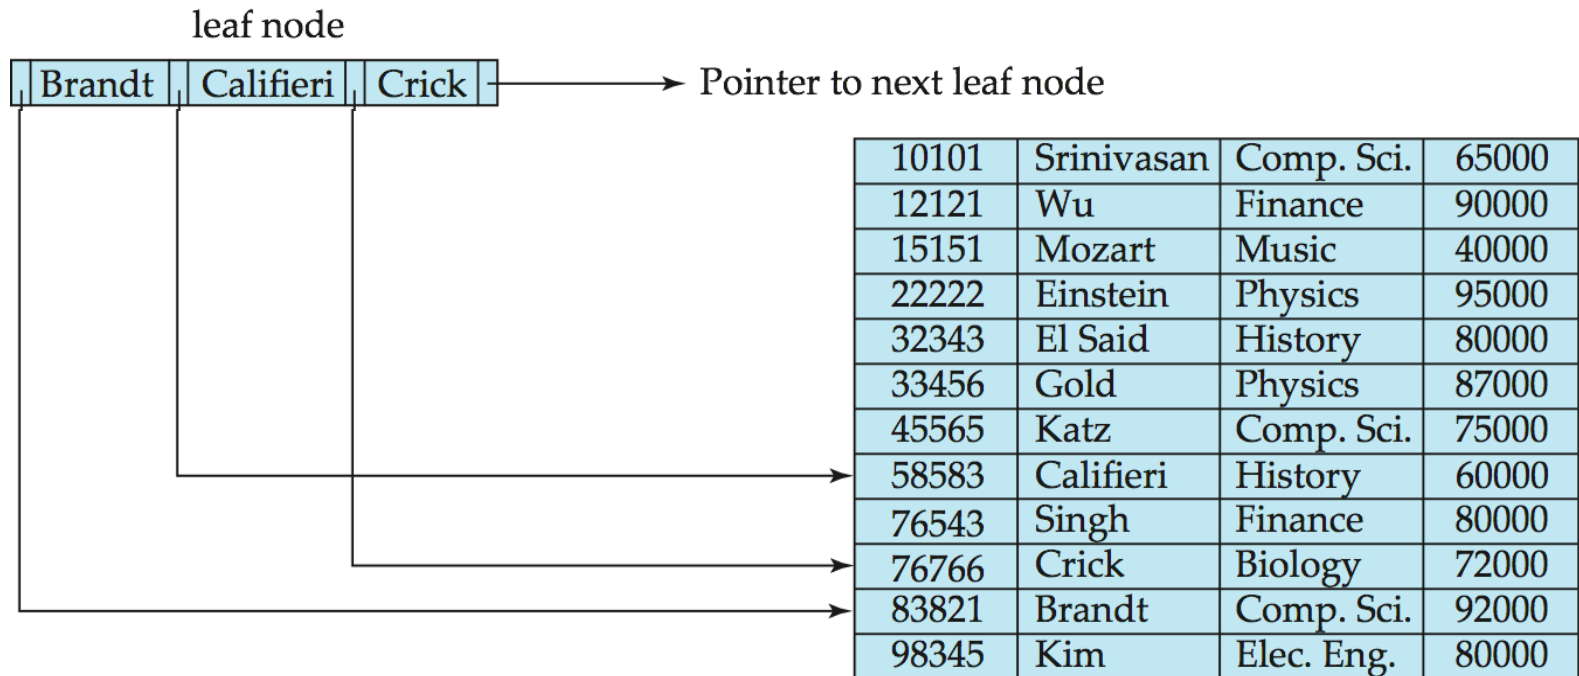 leaf node
Brandt Califieri Crick Pointer to next leaf node
10101 Srinivasan Comp. Sci. 65000
12121 Wu Finance 90000
15151 Mozart Music 40000
22222 Einstein Physics 95000
32343 El Said History 80000
33456 Gold Physics 87000
45565 Katz Comp. Sci. 75000
58583 Califieri History 60000
76543 Singh Finance 80000
76766 Crick Biology 72000
83821 Brandt Comp. Sci. 92000
98345 Kim Elec. Eng. 80000